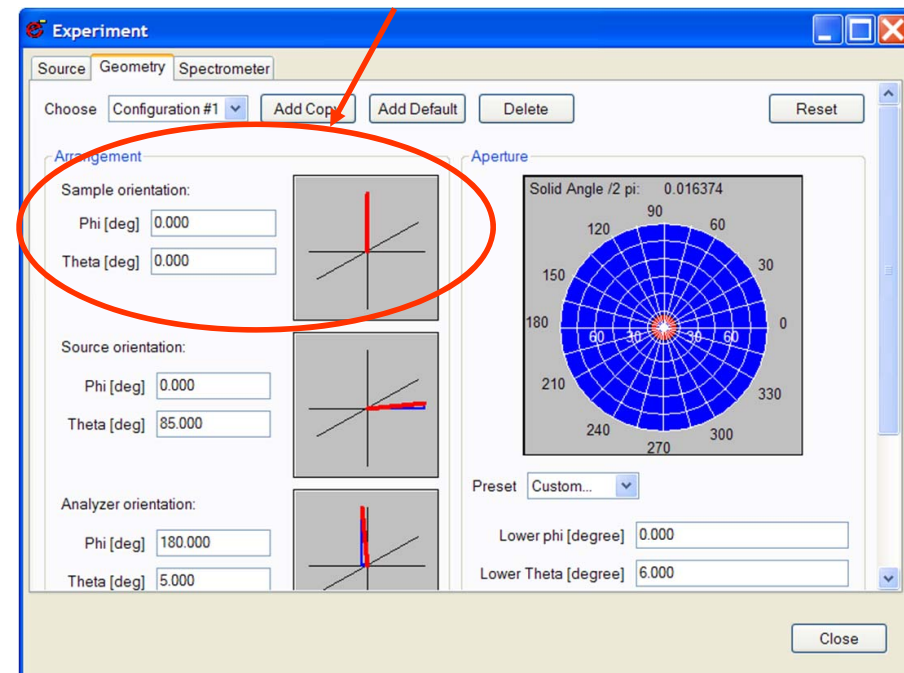 Experiment
Source Geometry Spectrometer
Choose Configuration #1 Add Copy Add Default Delete Reset
Arrangement
Sample orientation:
Phi [deg] 0.000
Theta [deg] 0.000
Source orientation:
Phi [deg] 0.000
Theta [deg] 85.000
Analyzer orientation:
Phi [deg] 180.000
Theta [deg] 5.000
Aperture
Solid Angle /2 pi: 0.016374
90
120 60
150 30
180 60 30 30 60 0
210 330
240 300
270
Preset Custom...
Lower phi [degree] 0.000
Lower Theta [degree] 6.000
Close